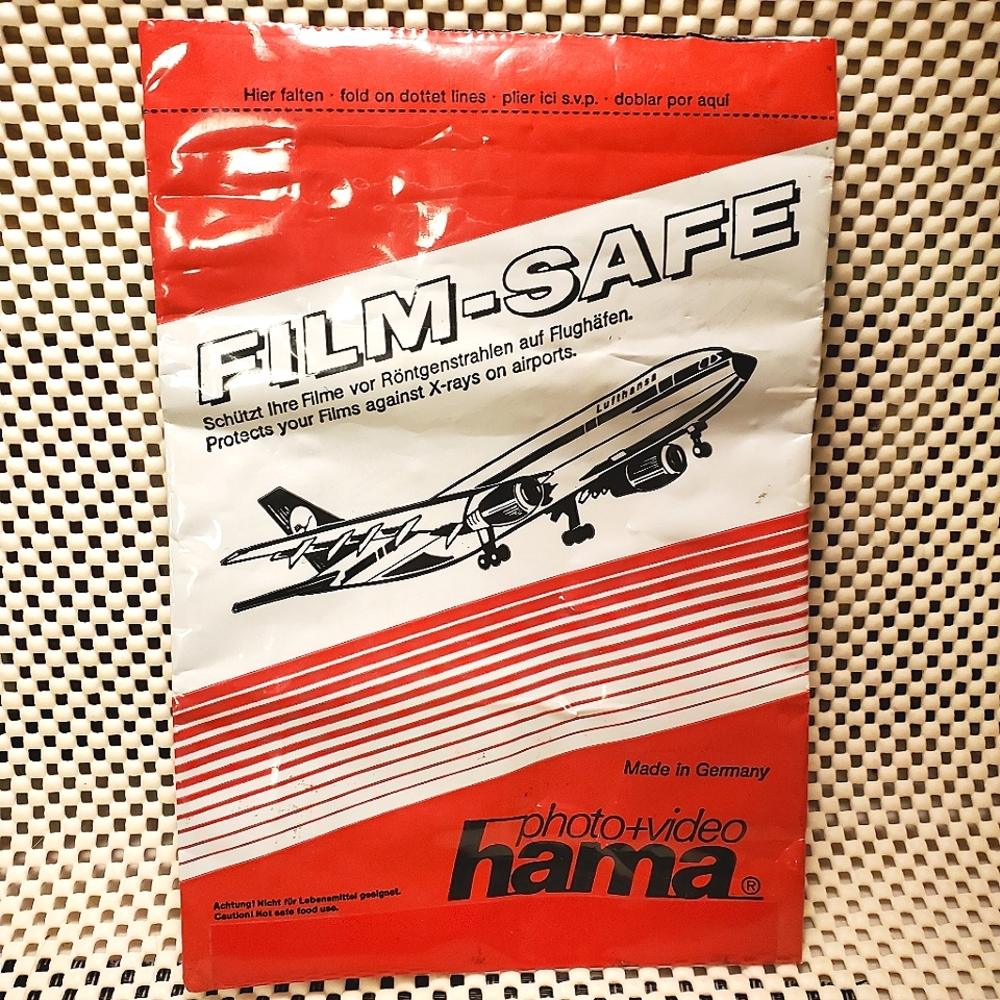 Hier falten · fold on dottet lines · plier ici s.v.p. · doblar por aqui
FILM-SAFE
Schützt Ihre Filme vor Röntgenstrahlen auf Flughäfen.
Protects your Films against X-rays on airports.
Lufthansa
Made in Germany
photo+video
hama ®
Achtung! Nicht für Lebensmittel geeignet.
Caution! Not safe food use.